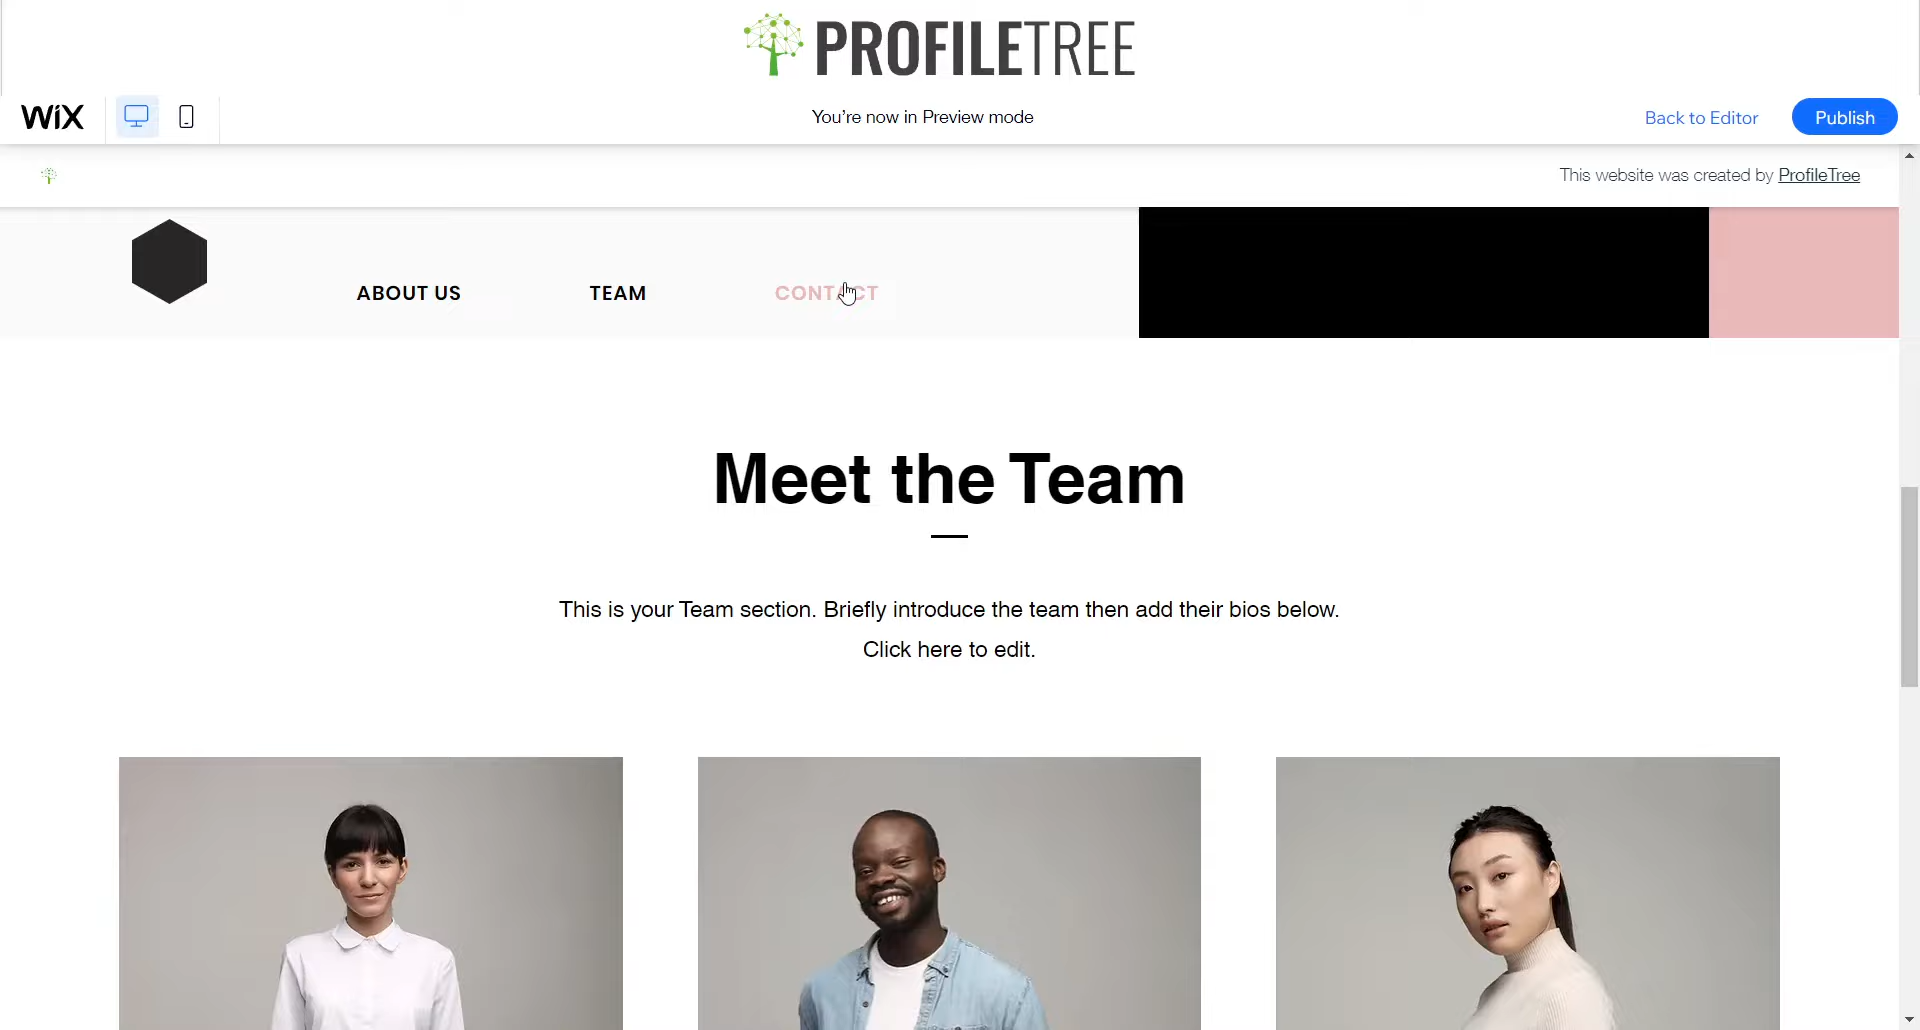 PROFILETREE
WiX
You're now in Preview mode
Back to Editor
Publish
This website was created by ProfileTree
ABOUT US
TEAM
CONTACT
Meet the Team
This is your Team section. Briefly introduce the team then add their bios below.
Click here to edit.